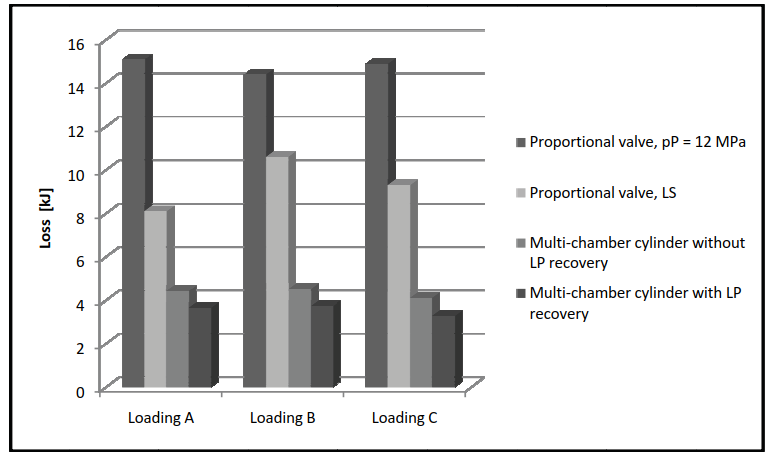 16
14
12
10
8
6
4
2
0
Loss [kJ]
Loading A
Loading B
Loading C
Proportional valve, pP = 12 MPa
Proportional valve, LS
Multi-chamber cylinder without
LP recovery
Multi-chamber cylinder with LP
recovery